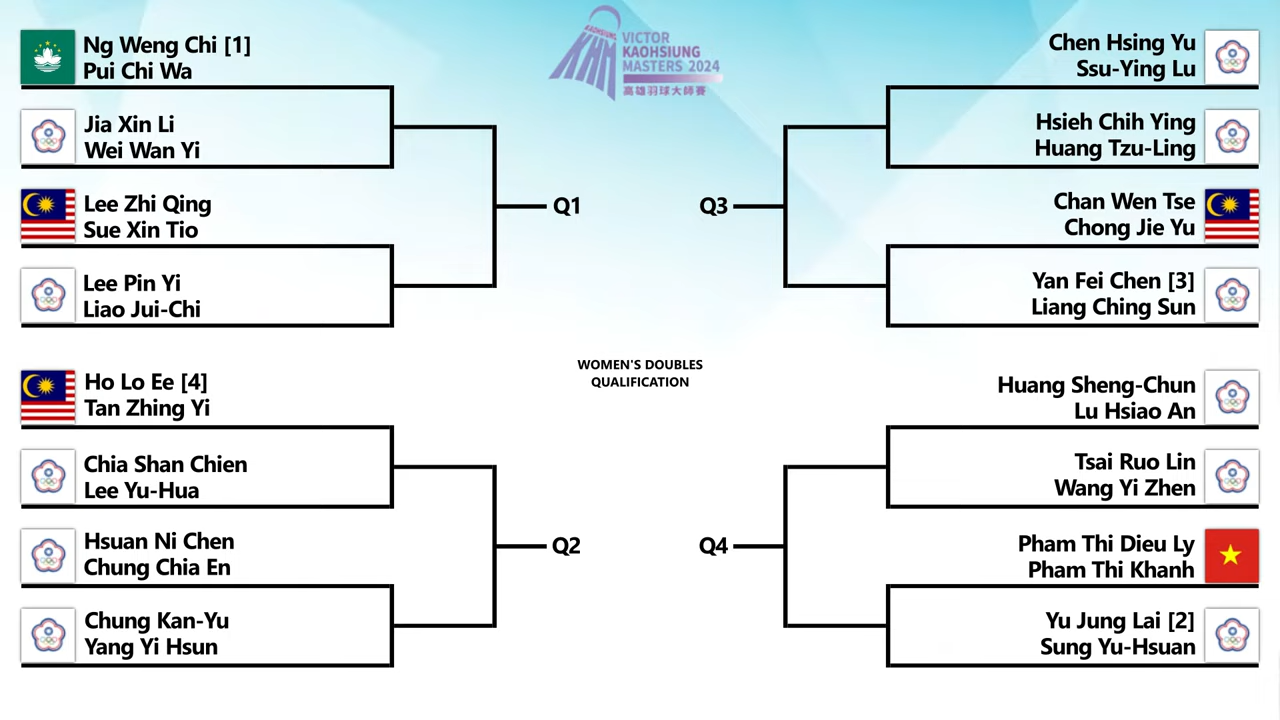 KAOHSIUNG
VICTOR
KAOHSIUNG
MASTERS 2024
高雄羽球大師賽
Ng Weng Chi [1]
Pui Chi Wa
Jia Xin Li
Wei Wan Yi
Lee Zhi Qing
Sue Xin Tio
Lee Pin Yi
Liao Jui-Chi
Q1
Ho Lo Ee [4]
Tan Zhing Yi
Chia Shan Chien
Lee Yu-Hua
Hsuan Ni Chen
Chung Chia En
Chung Kan-Yu
Yang Yi Hsun
Q2
WOMEN'S DOUBLES
QUALIFICATION
Chen Hsing Yu
Ssu-Ying Lu
Hsieh Chih Ying
Huang Tzu-Ling
Chan Wen Tse
Chong Jie Yu
Yan Fei Chen [3]
Liang Ching Sun
Q3
Huang Sheng-Chun
Lu Hsiao An
Tsai Ruo Lin
Wang Yi Zhen
Pham Thi Dieu Ly
Pham Thi Khanh
Yu Jung Lai [2]
Sung Yu-Hsuan
Q4